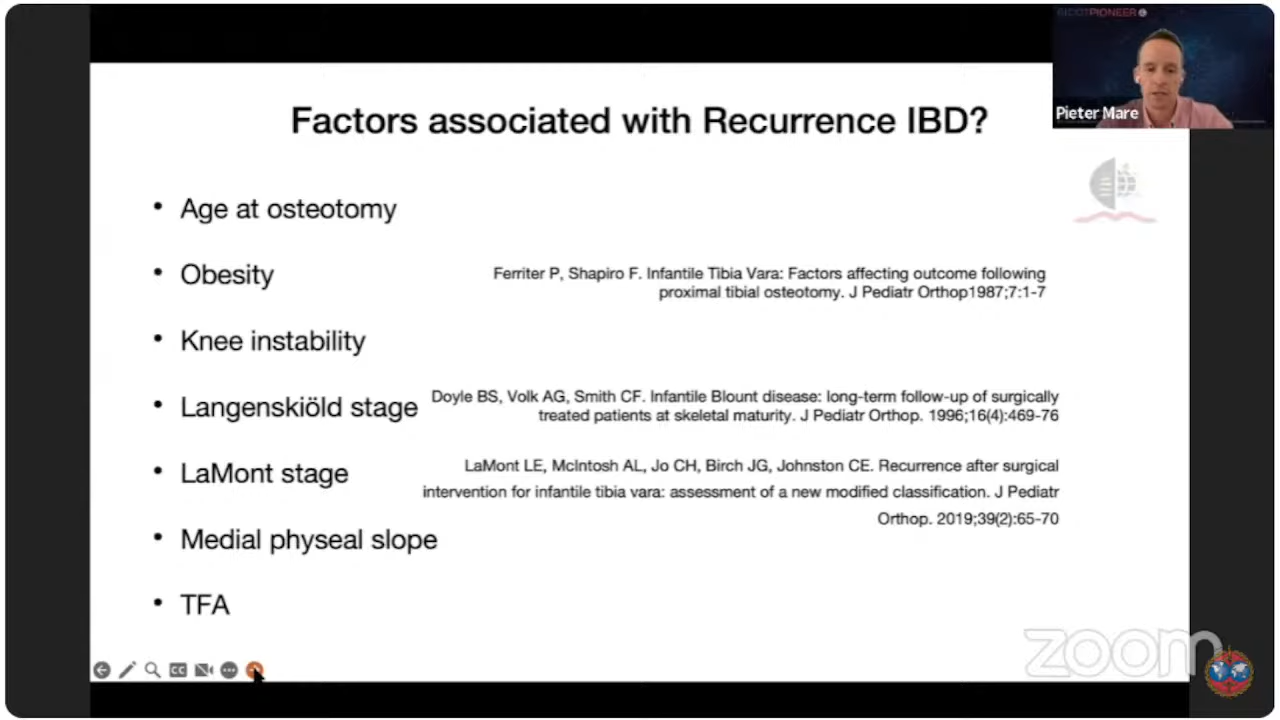 SICOTPIONEER
Pieter Mare
Factors associated with Recurrence IBD?
• Age at osteotomy
• Obesity
Ferriter P, Shapiro F. Infantile Tibia Vara: Factors affecting outcome following
proximal tibial osteotomy. J Pediatr Orthop1987;7:1-7
• Knee instability
• Langenskiöld stage
Doyle BS, Volk AG, Smith CF. Infantile Blount disease: long-term follow-up of surgically
treated patients at skeletal maturity. J Pediatr Orthop. 1996;16(4):469-76
• LaMont stage
LaMont LE, McIntosh AL, Jo CH, Birch JG, Johnston CE. Recurrence after surgical
intervention for infantile tibia vara: assessment of a new modified classification. J Pediatr
Orthop. 2019;39(2):65-70
• Medial physeal slope
• TFA
CC
zoom